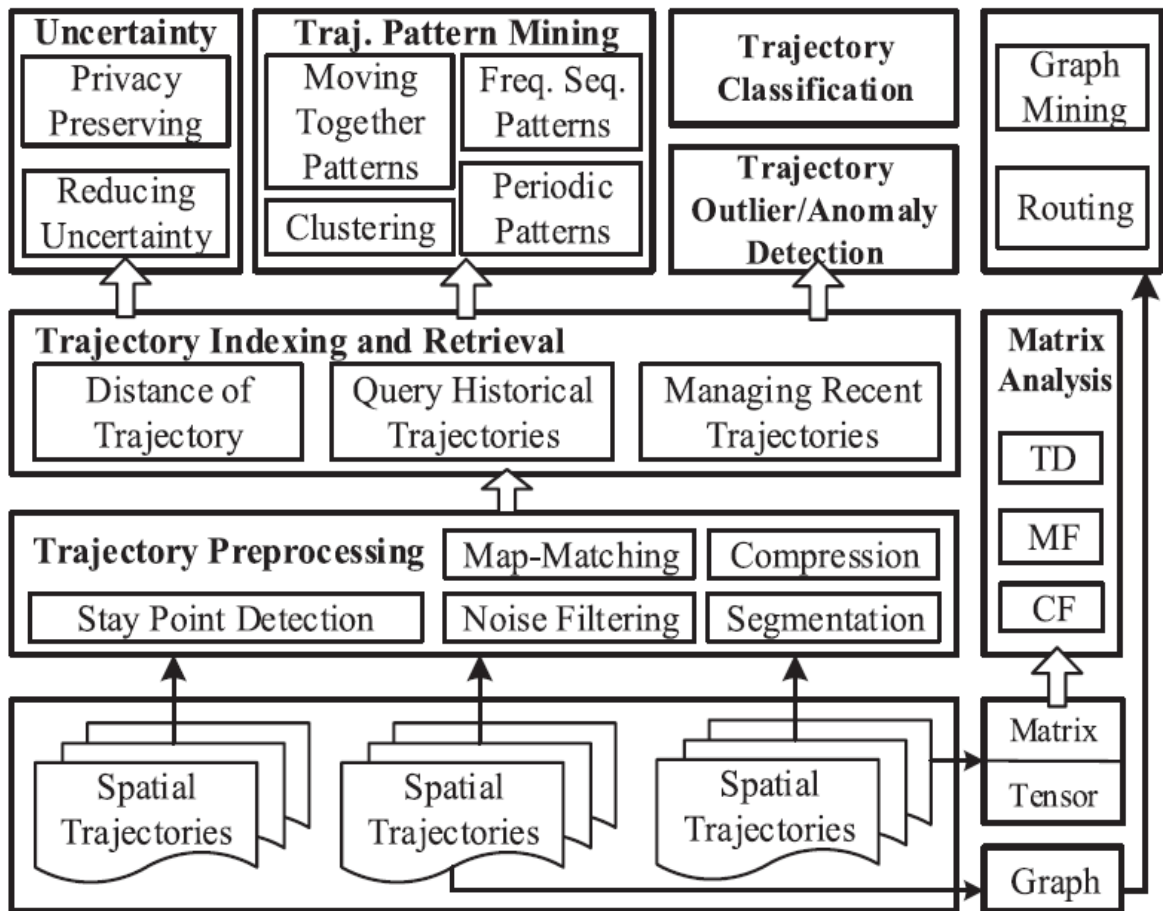 Uncertainty
Privacy
Preserving
Reducing
Uncertainty
Traj. Pattern Mining
Moving
Together
Patterns
Clustering
Freq. Seq.
Patterns
Periodic
Patterns
Trajectory
Classification
Trajectory
Outlier/Anomaly
Detection
Graph
Mining
Routing
Trajectory Indexing and Retrieval
Distance of
Trajectory
Query Historical
Trajectories
Managing Recent
Trajectories
Matrix
Analysis
TD
MF
CF
Trajectory Preprocessing
Map-Matching
Compression
Stay Point Detection
Noise Filtering
Segmentation
Spatial
Trajectories
Spatial
Trajectories
Spatial
Trajectories
Matrix
Tensor
Graph